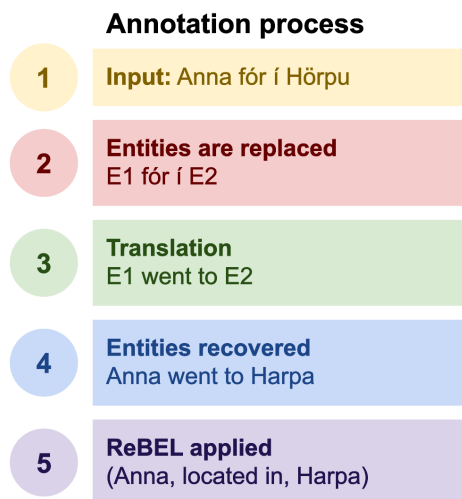 Annotation process
1
Input: Anna fór í Hörpu
2
Entities are replaced
E1 fór í E2
3
Translation
E1 went to E2
4
Entities recovered
Anna went to Harpa
5
ReBEL applied
(Anna, located in, Harpa)